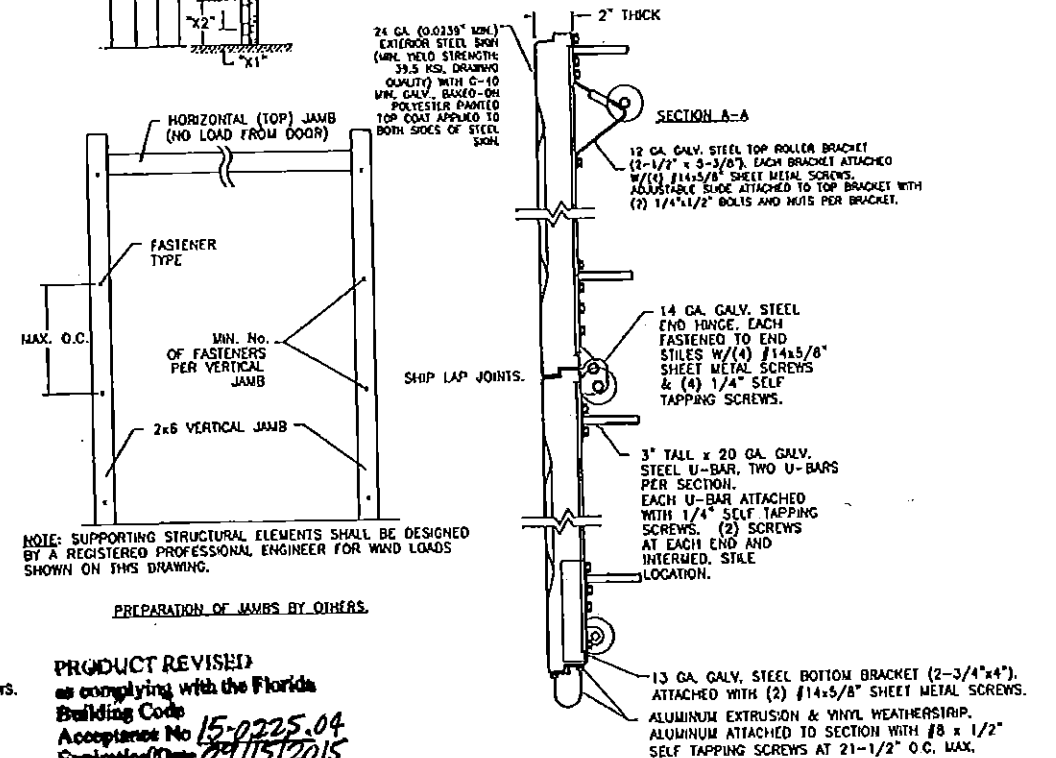 "X2"
"X1"
HORIZONTAL (TOP) JAMB
(NO LOAD FROM DOOR)
FASTENER
TYPE
MAX. O.C.
MIN. No.
OF FASTENERS
PER VERTICAL
JAMB
2x6 VERTICAL JAMB
NOTE: SUPPORTING STRUCTURAL ELEMENTS SHALL BE DESIGNED
BY A REGISTERED PROFESSIONAL ENGINEER FOR WIND LOADS
SHOWN ON THIS DRAWING.
PREPARATION OF JAMBS BY OTHERS.
PRODUCT REVISED
as complying with the Florida
Building Code
Acceptance No 15-0225.04
Expiration Date 09/15/2015
2" THICK
24 GA. (0.0239" MIN.)
EXTERIOR STEEL SKIN
(MIN. YIELD STRENGTH:
39.5 KSI, DRAWING
QUALITY) WITH G-40
MIN. GALV., BAKED-ON
POLYESTER PAINTED
TOP COAT APPLIED TO
BOTH SIDES OF STEEL
SKIN.
SECTION A-A
12 GA. GALV. STEEL TOP ROLLER BRACKET
(2-1/2" x 5-3/8"). EACH BRACKET ATTACHED
W/(4) #14x5/8" SHEET METAL SCREWS.
ADJUSTABLE SLIDE ATTACHED TO TOP BRACKET WITH
(2) 1/4"x1/2" BOLTS AND NUTS PER BRACKET.
14 GA. GALV. STEEL
END HINGE, EACH
FASTENED TO END
STILES W/(4) #14x5/8"
SHEET METAL SCREWS
& (4) 1/4" SELF
TAPPING SCREWS.
SHIP LAP JOINTS.
3" TALL x 20 GA. GALV.
STEEL U-BAR, TWO U-BARS
PER SECTION.
EACH U-BAR ATTACHED
WITH 1/4" SELF TAPPING
SCREWS. (2) SCREWS
AT EACH END AND
INTERMED. STILE
LOCATION.
13 GA. GALV. STEEL BOTTOM BRACKET (2-3/4"x4"),
ATTACHED WITH (2) #14x5/8" SHEET METAL SCREWS.
ALUMINUM EXTRUSION & VINYL WEATHERSTRIP.
ALUMINUM ATTACHED TO SECTION WITH #8 x 1/2"
SELF TAPPING SCREWS AT 21-1/2" O.C. MAX.